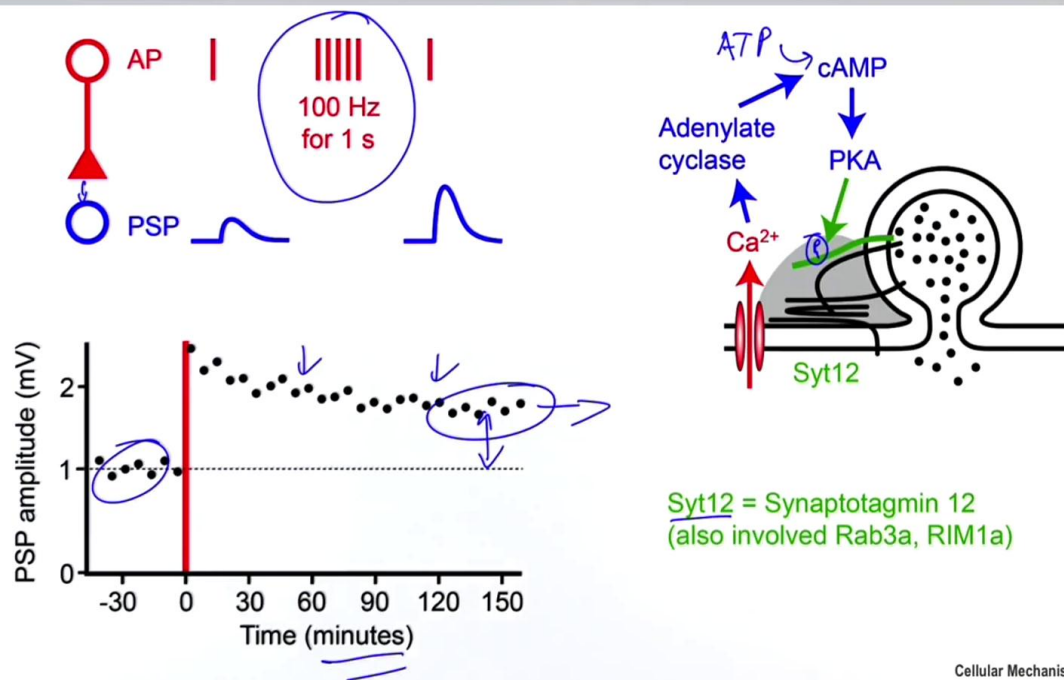 AP
100 Hz
for 1 s
PSP
ATP
cAMP
Adenylate
cyclase
PKA
Ca²⁺
P
Syt12
PSP amplitude (mV)
2
1
0
-30 0 30 60 90 120 150
Time (minutes)
Syt12 = Synaptotagmin 12
(also involved Rab3a, RIM1a)
Cellular Mechanis